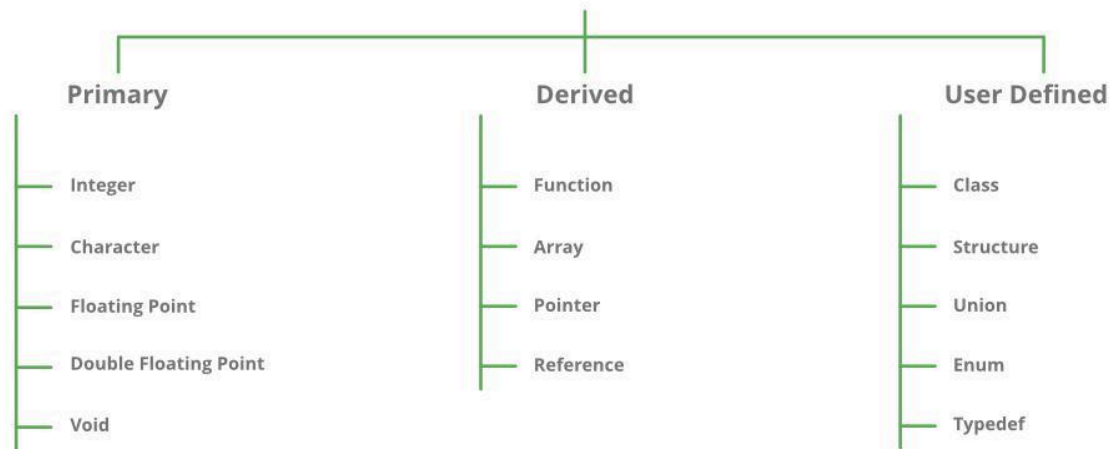 Primary
Integer
Character
Floating Point
Double Floating Point
Void
Derived
Function
Array
Pointer
Reference
User Defined
Class
Structure
Union
Enum
Typedef